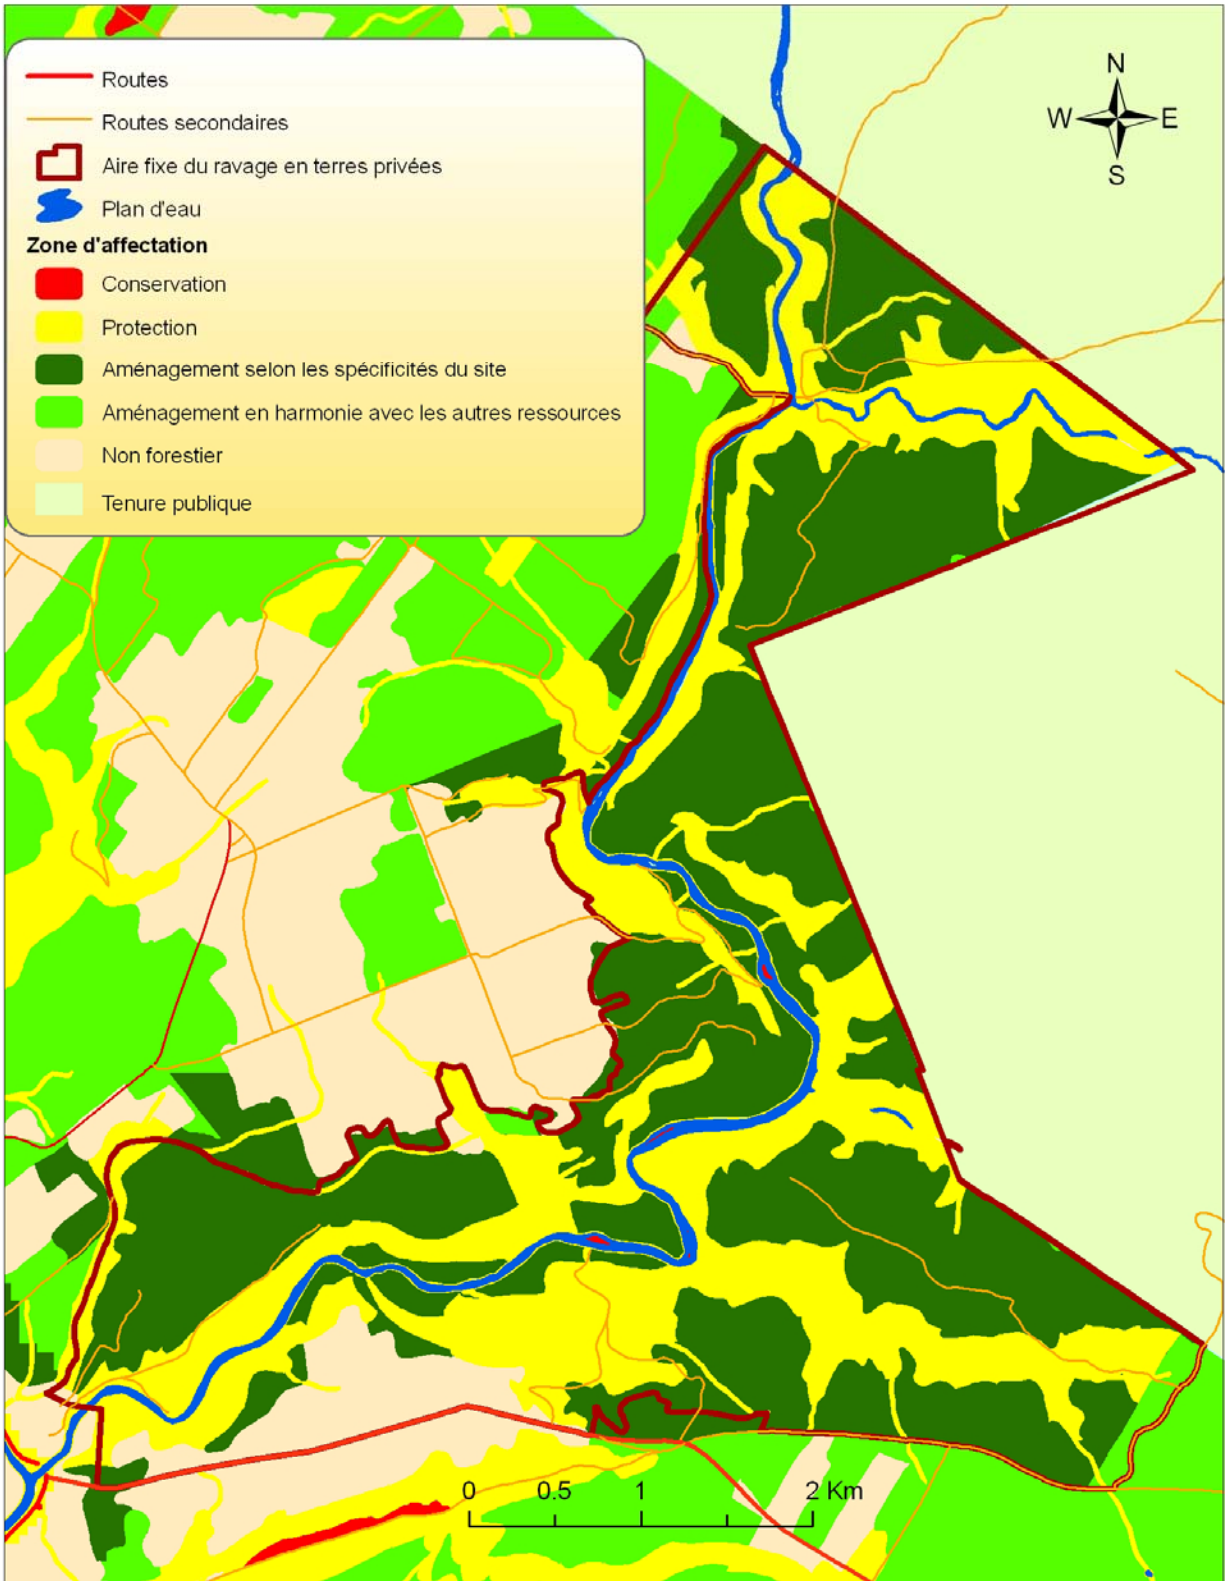 Routes
Routes secondaires
Aire fixe du ravage en terres privées
Plan d'eau
Zone d'affectation
Conservation
Protection
Aménagement selon les spécificités du site
Aménagement en harmonie avec les autres ressources
Non forestier
Tenure publique
N
W E
S
0 0.5 1 2 Km